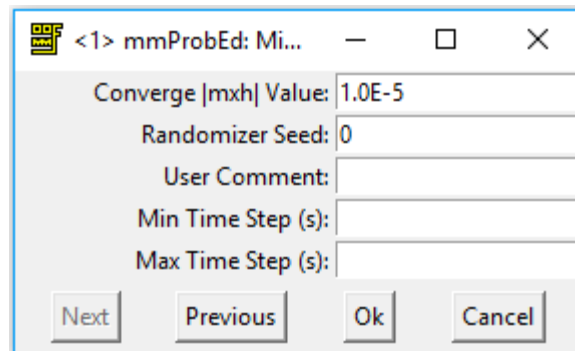 <1> mmProbEd: Mi...
Converge |mxh| Value: 1.0E-5
Randomizer Seed: 0
User Comment:
Min Time Step (s):
Max Time Step (s):
Next Previous Ok Cancel